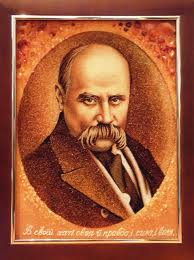 В своїй хаті своя й правда, і сила, і воля.